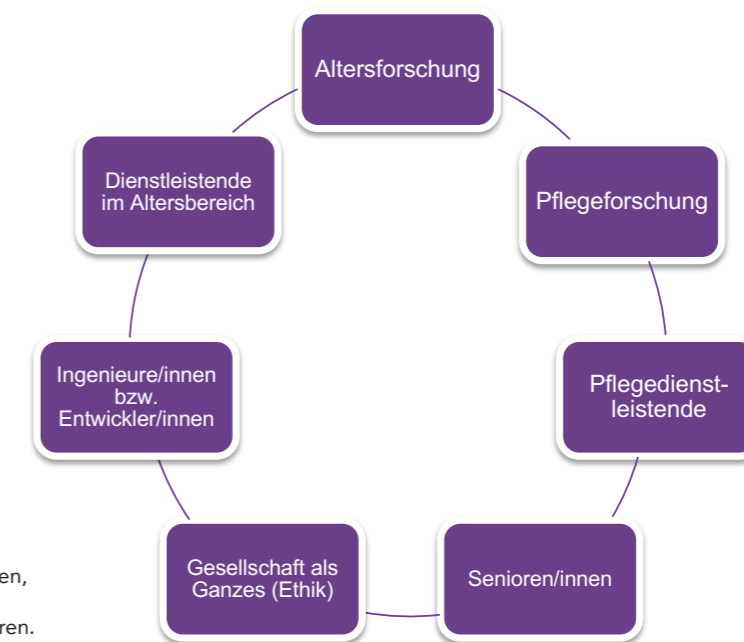 Altersforschung
Dienstleistende
im Altersbereich
Pflegeforschung
Ingenieure/innen
bzw.
Entwickler/innen
Pflegedienst-
leistende
Gesellschaft als
Ganzes (Ethik)
Senioren/innen
en,
ren.